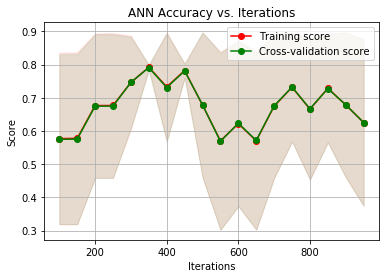 ANN Accuracy vs. Iterations
Training score
Cross-validation score
0.9
0.8
0.7
0.6
0.5
0.4
0.3
Score
200 400 600 800
Iterations